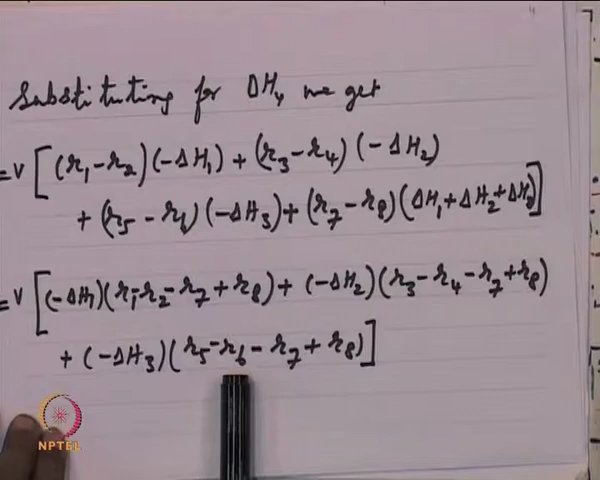 Substituting for ΔH₄ we get
=V [(r₁-r₂)(-ΔH₁) + (r₃-r₄)(-ΔH₂)
+ (r₅-r₆)(-ΔH₃) + (r₇-r₈)(ΔH₁+ΔH₂+ΔH₃)]
=V [(-ΔH₁)(r₁-r₂-r₇+r₈) + (-ΔH₂)(r₃-r₄-r₇+r₈)
+ (-ΔH₃)(r₅-r₆-r₇+r₈)]
NPTEL